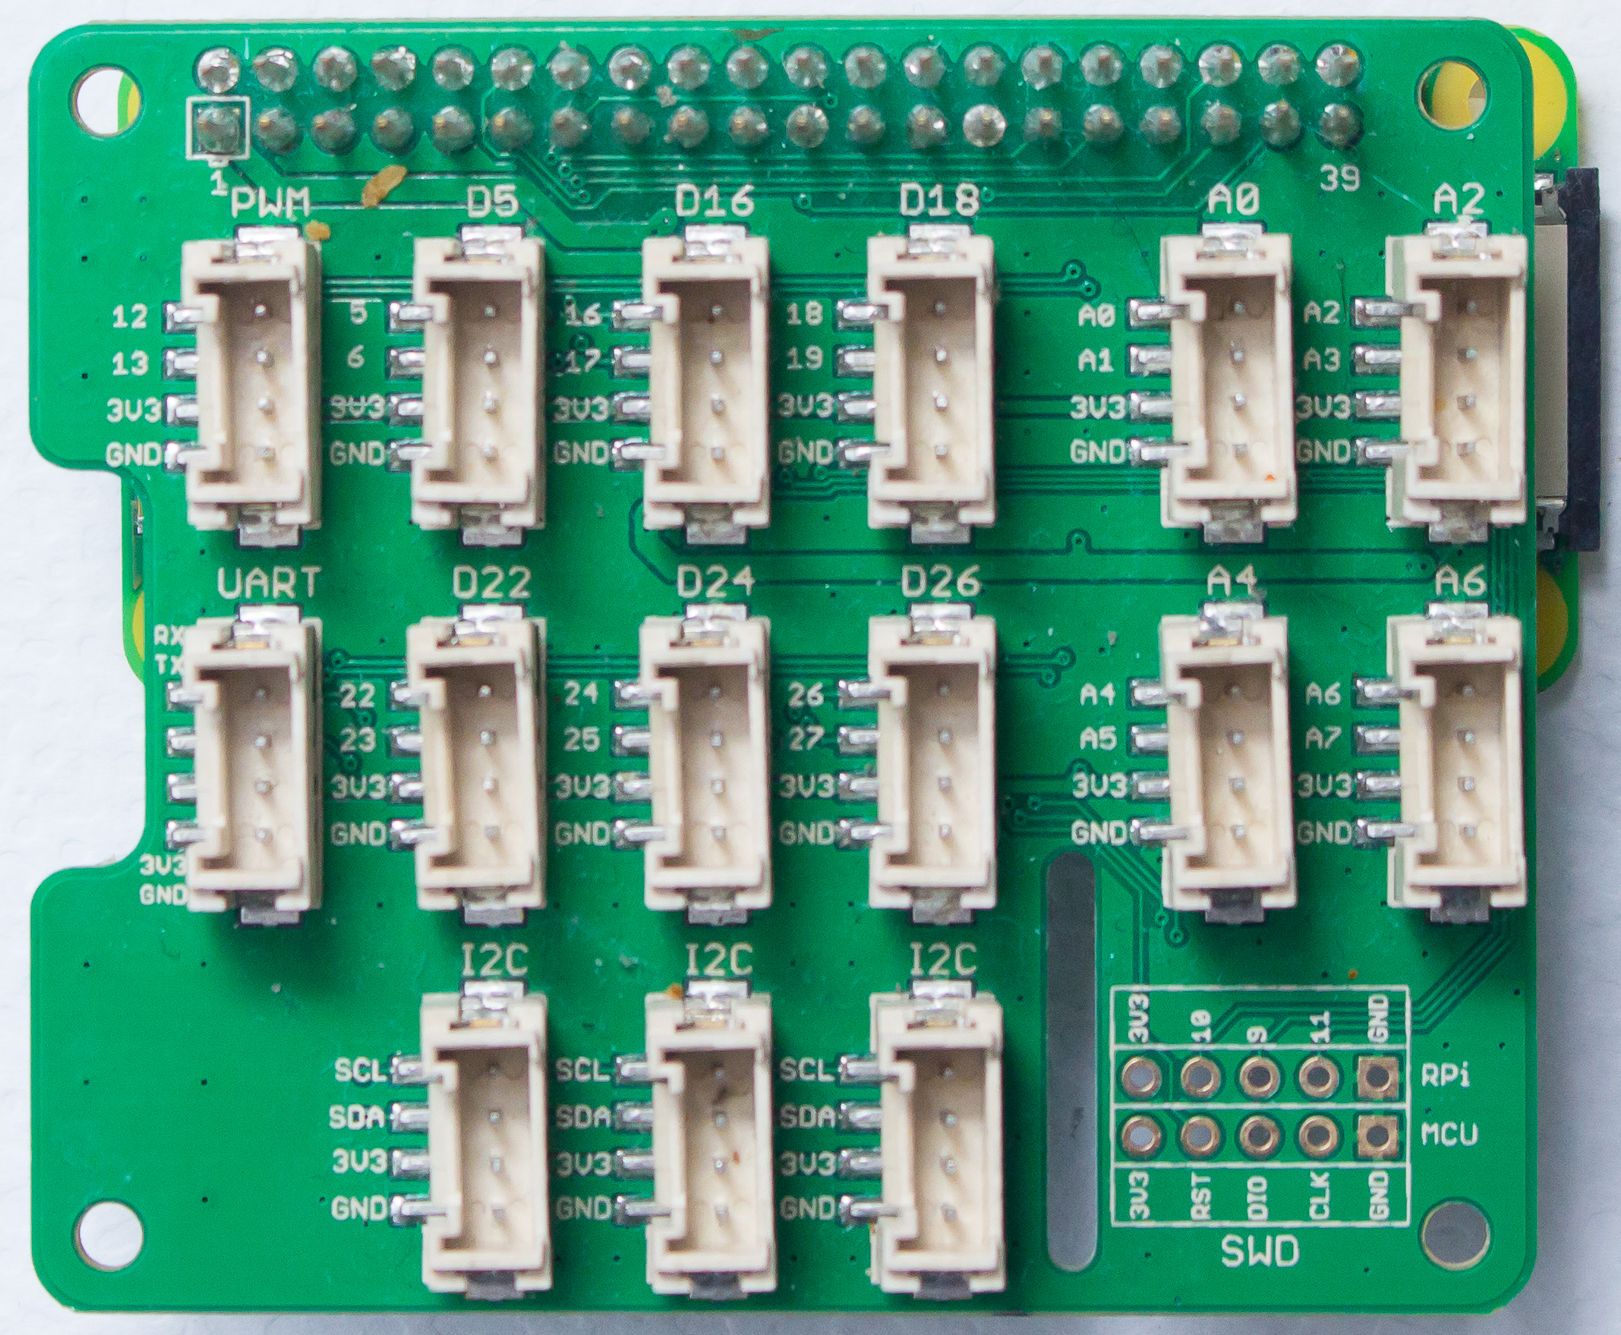 1 39
PWM D5 D16 D18 A0 A2
12 5 16 18 A0 A2
13 6 17 19 A1 A3
3V3 3V3 3V3 3V3 3V3 3V3
GND GND GND GND GND GND
UART D22 D24 D26 A4 A6
RX
TX
22 24 26 A4 A6
23 25 27 A5 A7
3V3 3V3 3V3 3V3 3V3
GND GND GND GND GND
3V3
GND
I2C I2C I2C
SCL SCL SCL
SDA SDA SDA
3V3 3V3 3V3
GND GND GND
3V3 10 9 11 GND
RPi
MCU
3V3 RST DIO CLK GND
SWD